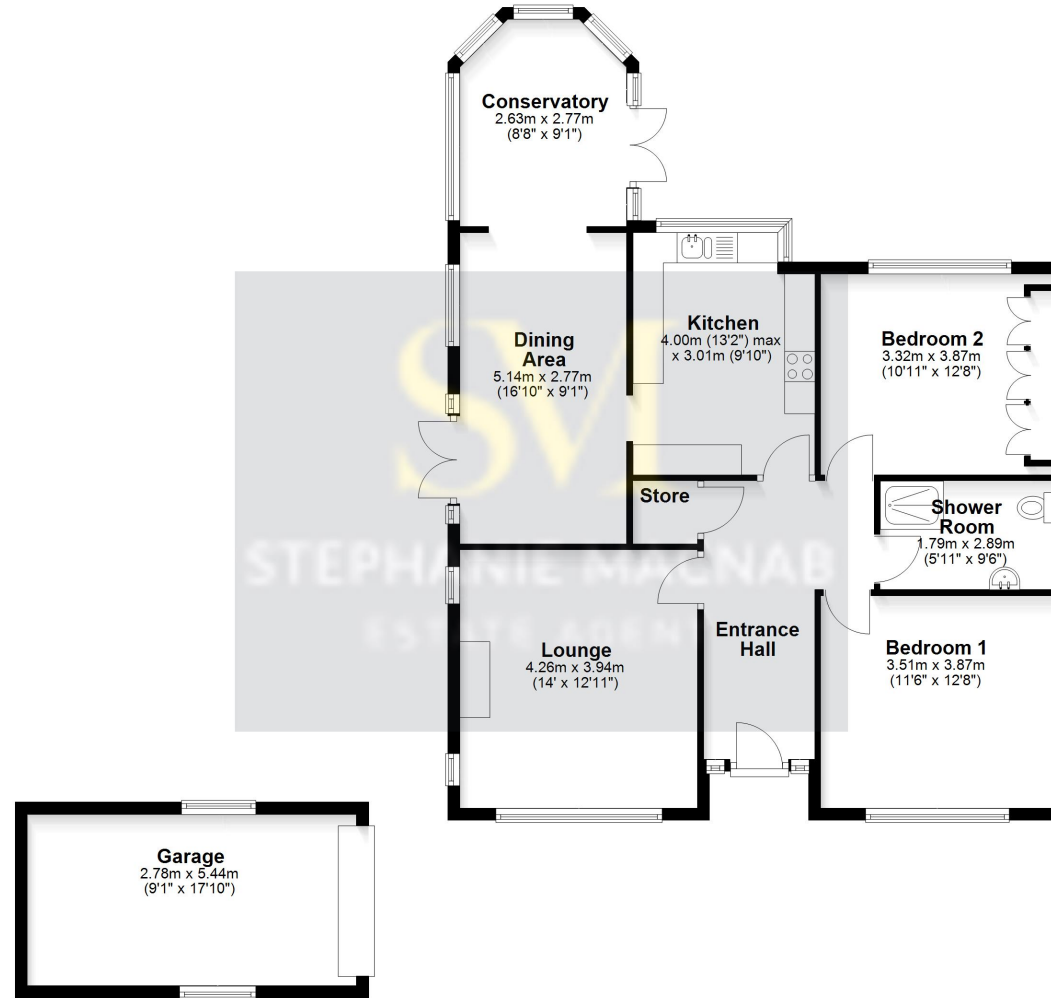 Conservatory
2.63m x 2.77m
(8'8" x 9'1")
Kitchen
4.00m (13'2") max
x 3.01m (9'10")
Bedroom 2
3.32m x 3.87m
(10'11" x 12'8")
Dining
Area
5.14m x 2.77m
(16'10" x 9'1")
Store
Shower
Room
1.79m x 2.89m
(5'11" x 9'6")
SM
STEPHANIE MACNAB
ESTATE AGENT
Entrance
Hall
Lounge
4.26m x 3.94m
(14' x 12'11")
Bedroom 1
3.51m x 3.87m
(11'6" x 12'8")
Garage
2.78m x 5.44m
(9'1" x 17'10")